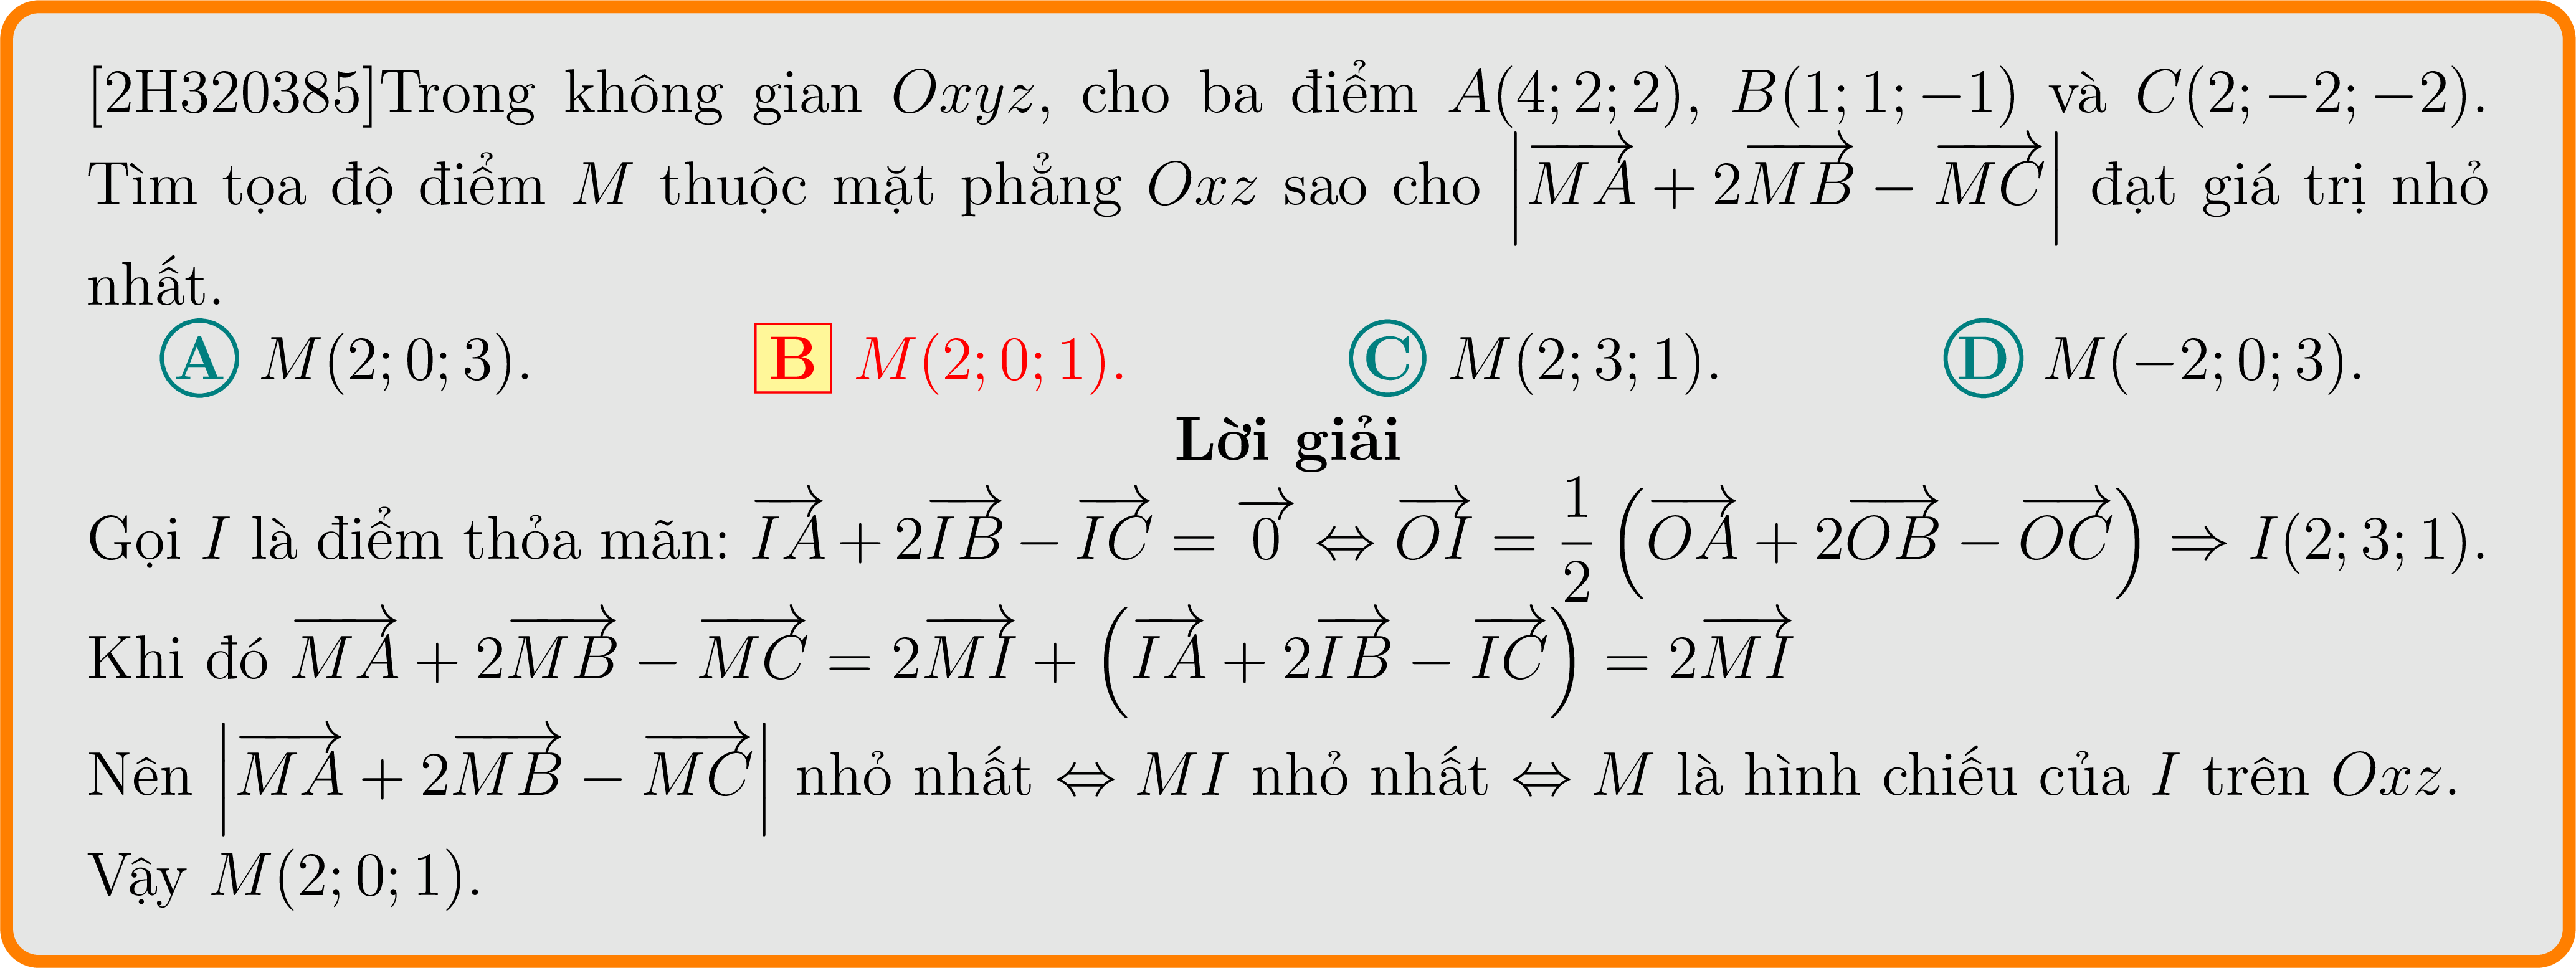 [2H320385]Trong không gian $Oxyz$, cho ba điểm $A(4;2;2)$, $B(1;1;-1)$ và $C(2;-2;-2)$.
Tìm tọa độ điểm $M$ thuộc mặt phẳng $Oxz$ sao cho $\left|\overrightarrow{MA}+2\overrightarrow{MB}-\overrightarrow{MC}\right|$ đạt giá trị nhỏ
nhất.
A $M(2;0;3)$. B $M(2;0;1)$. C $M(2;3;1)$. D $M(-2;0;3)$.
Lời giải
Gọi $I$ là điểm thỏa mãn: $\overrightarrow{IA}+2\overrightarrow{IB}-\overrightarrow{IC}=\overrightarrow{0}\Leftrightarrow\overrightarrow{OI}=\frac{1}{2}\left(\overrightarrow{OA}+2\overrightarrow{OB}-\overrightarrow{OC}\right)\Rightarrow I(2;3;1)$.
Khi đó $\overrightarrow{MA}+2\overrightarrow{MB}-\overrightarrow{MC}=2\overrightarrow{MI}+\left(\overrightarrow{IA}+2\overrightarrow{IB}-\overrightarrow{IC}\right)=2\overrightarrow{MI}$
Nên $\left|\overrightarrow{MA}+2\overrightarrow{MB}-\overrightarrow{MC}\right|$ nhỏ nhất $\Leftrightarrow MI$ nhỏ nhất $\Leftrightarrow M$ là hình chiếu của $I$ trên $Oxz$.
Vậy $M(2;0;1)$.